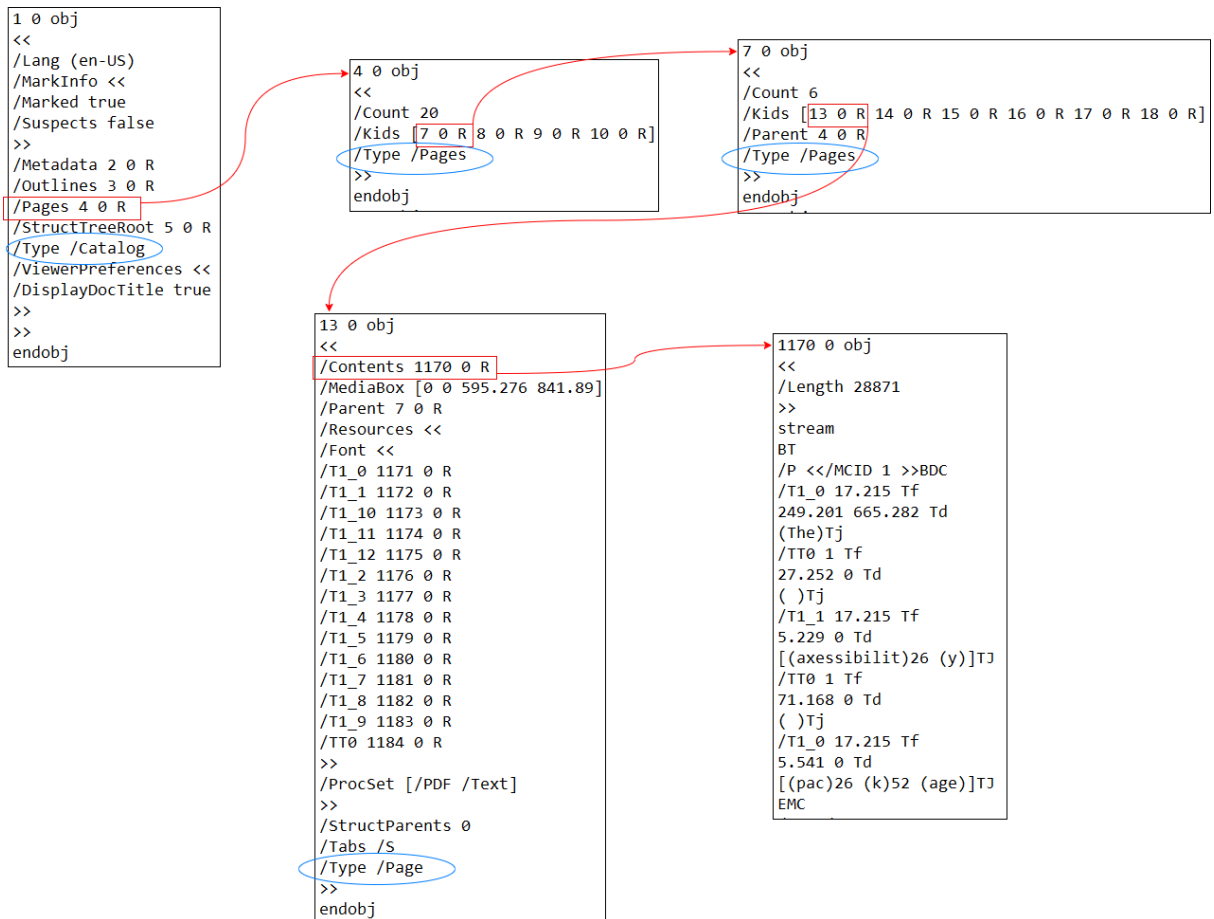 1 0 obj
<<
/Lang (en-US)
/MarkInfo <<
/Marked true
/Suspects false
>>
/Metadata 2 0 R
/Outlines 3 0 R
/Pages 4 0 R
/StructTreeRoot 5 0 R
/Type /Catalog
/ViewerPreferences <<
/DisplayDocTitle true
>>
>>
endobj
4 0 obj
<<
/Count 20
/Kids [7 0 R 8 0 R 9 0 R 10 0 R]
/Type /Pages
>>
endobj
7 0 obj
<<
/Count 6
/Kids [13 0 R 14 0 R 15 0 R 16 0 R 17 0 R 18 0 R]
/Parent 4 0 R
/Type /Pages
>>
endobj
13 0 obj
<<
/Contents 1170 0 R
/MediaBox [0 0 595.276 841.89]
/Parent 7 0 R
/Resources <<
/Font <<
/T1_0 1171 0 R
/T1_1 1172 0 R
/T1_10 1173 0 R
/T1_11 1174 0 R
/T1_12 1175 0 R
/T1_2 1176 0 R
/T1_3 1177 0 R
/T1_4 1178 0 R
/T1_5 1179 0 R
/T1_6 1180 0 R
/T1_7 1181 0 R
/T1_8 1182 0 R
/T1_9 1183 0 R
/TT0 1184 0 R
>>
/ProcSet [/PDF /Text]
>>
/StructParents 0
/Tabs /S
/Type /Page
>>
endobj
1170 0 obj
<<
/Length 28871
>>
stream
BT
/P <</MCID 1 >>BDC
/T1_0 17.215 Tf
249.201 665.282 Td
(The)Tj
/TT0 1 Tf
27.252 0 Td
( )Tj
/T1_1 17.215 Tf
5.229 0 Td
[(axessibilit)26 (y)]TJ
/TT0 1 Tf
71.168 0 Td
( )Tj
/T1_0 17.215 Tf
5.541 0 Td
[(pac)26 (k)52 (age)]TJ
EMC